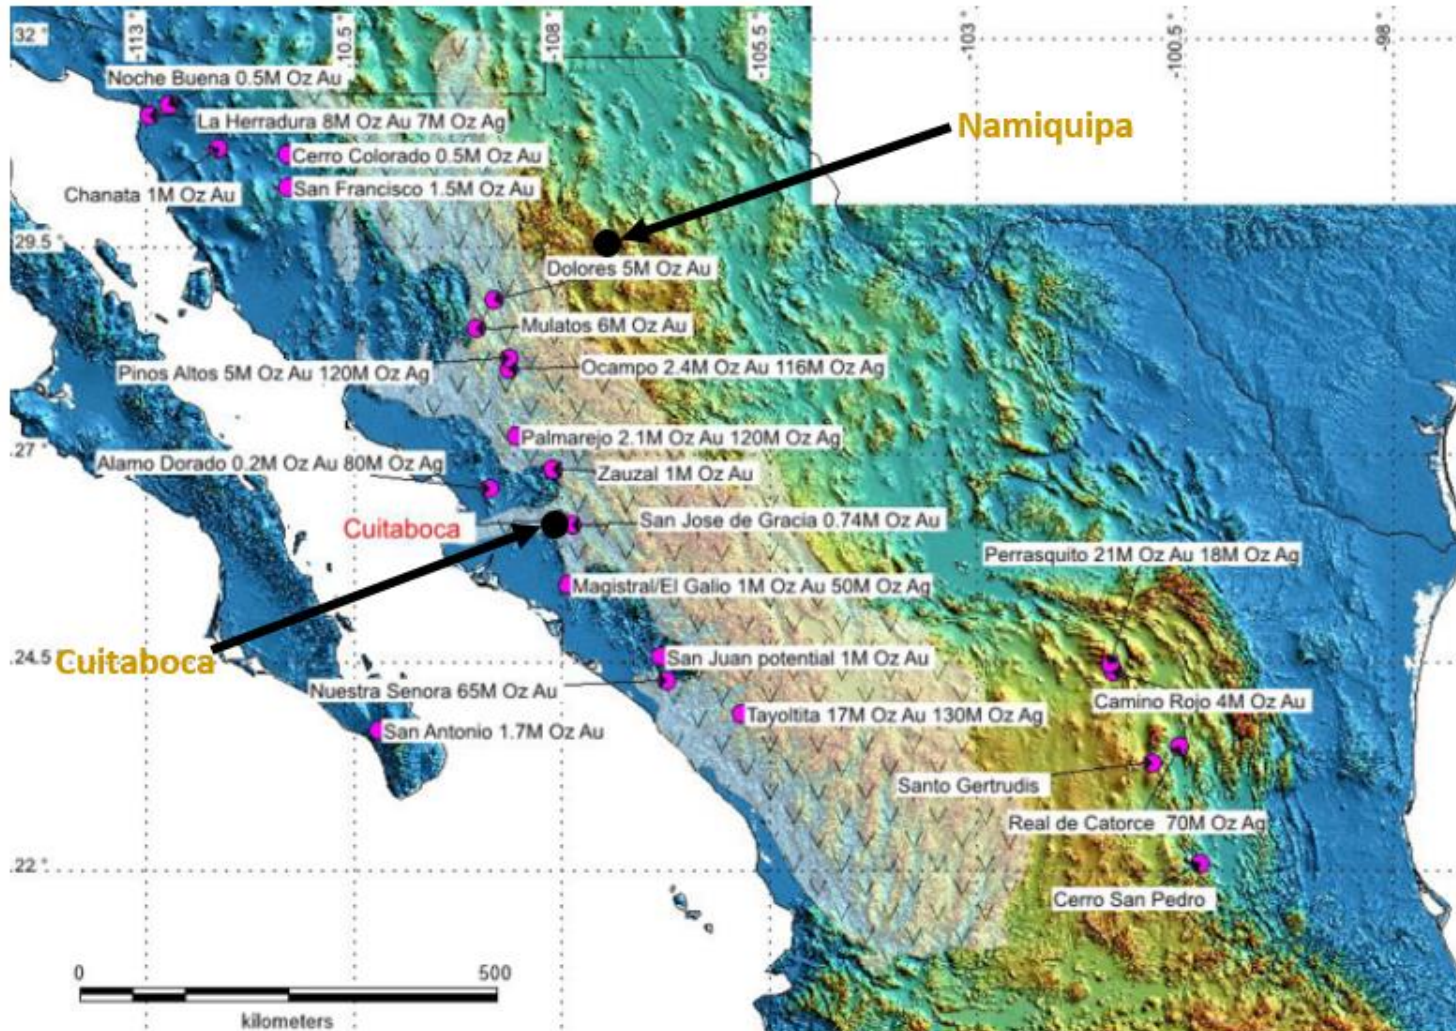 32 °
-113
10.5
-108
-105.5
-103
-100.5
-98
Noche Buena 0.5M Oz Au
La Herradura 8M Oz Au 7M Oz Ag
Namiquipa
Cerro Colorado 0.5M Oz Au
Chanata 1M Oz Au
San Francisco 1.5M Oz Au
29.5 °
Dolores 5M Oz Au
Mulatos 6M Oz Au
Pinos Altos 5M Oz Au 120M Oz Ag
Ocampo 2.4M Oz Au 116M Oz Ag
Palmarejo 2.1M Oz Au 120M Oz Ag
27 °
Alamo Dorado 0.2M Oz Au 80M Oz Ag
Zauzal 1M Oz Au
Cuitaboca
San Jose de Gracia 0.74M Oz Au
Perrasquito 21M Oz Au 18M Oz Ag
Magistral/El Galio 1M Oz Au 50M Oz Ag
Cuitaboca
24.5 °
San Juan potential 1M Oz Au
Nuestra Senora 65M Oz Au
Camino Rojo 4M Oz Au
Tayoltita 17M Oz Au 130M Oz Ag
San Antonio 1.7M Oz Au
Santo Gertrudis
Real de Catorce 70M Oz Ag
22 °
Cerro San Pedro
0
500
kilometers